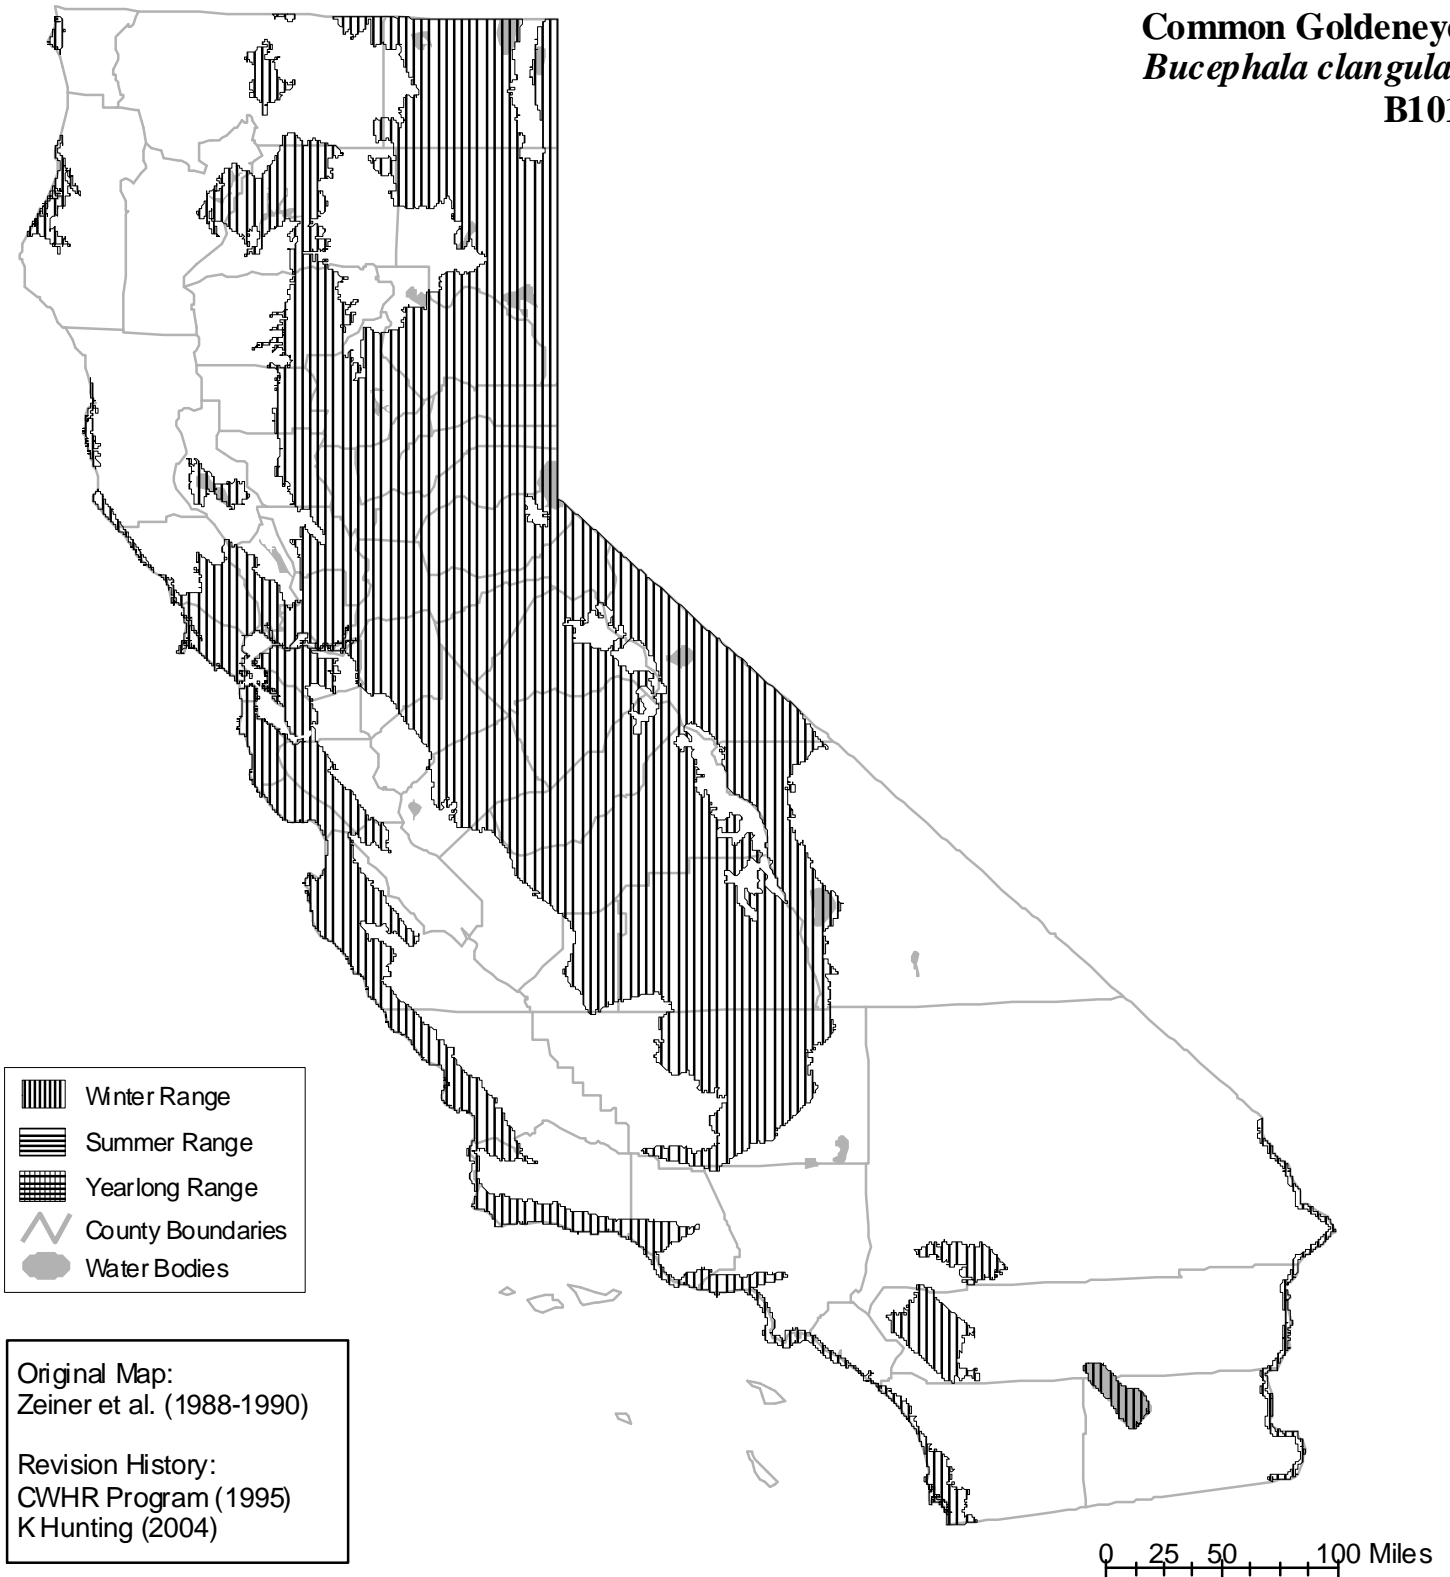 Common Goldeneye
Bucephala clangula
B101
Winter Range
Summer Range
Yearlong Range
County Boundaries
Water Bodies
Original Map:
Zeiner et al. (1988-1990)
Revision History:
CWHR Program (1995)
K Hunting (2004)
0 25 50 100 Miles